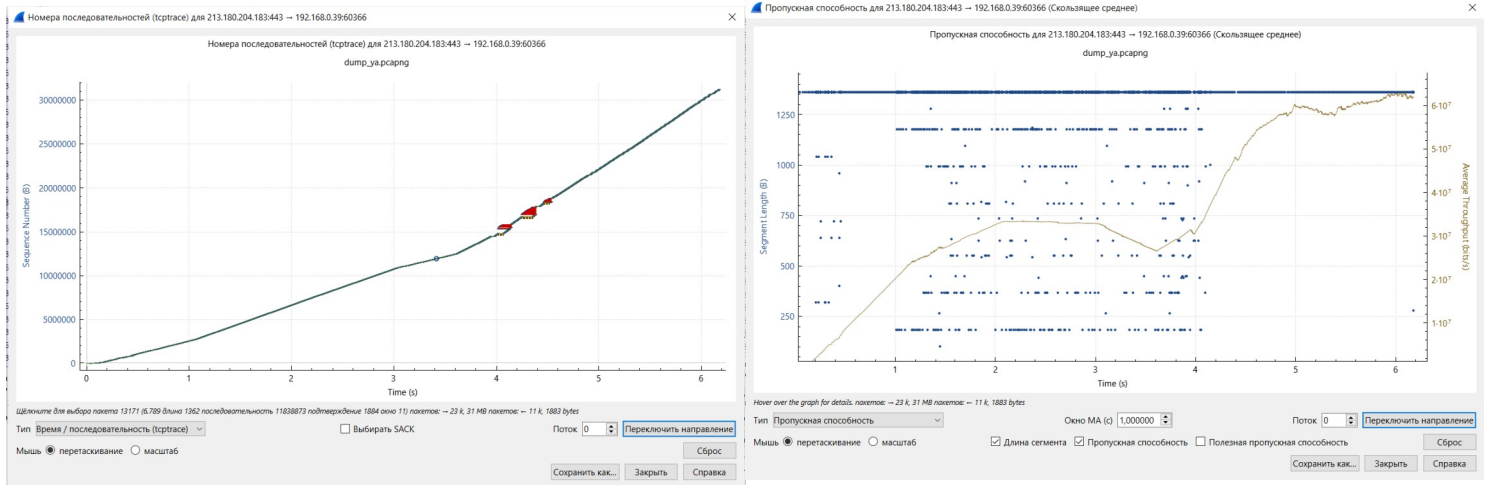 Номера последовательностей (tcptrace) для 213.180.204.183:443 → 192.168.0.39:60366
Номера последовательностей (tcptrace) для 213.180.204.183:443 → 192.168.0.39:60366
dump_ya.pcapng
Sequence Number (B)
30000000
25000000
20000000
15000000
10000000
5000000
0
0 1 2 3 4 5 6
Time (s)
Щёлкните для выбора пакета 13171 (6.789 длина 1362 последовательность 11838873 подтверждение 1884 окно 11) пакетов: → 23 k, 31 MB пакетов: ← 11 k, 1883 bytes
Тип Время / последовательность (tcptrace) Выбирать SACK Поток 0 Переключить направление
Мышь перетаскивание масштаб Сброс
Сохранить как... Закрыть Справка
Пропускная способность для 213.180.204.183:443 → 192.168.0.39:60366 (Скользящее среднее)
Пропускная способность для 213.180.204.183:443 → 192.168.0.39:60366 (Скользящее среднее)
dump_ya.pcapng
Segment Length (B)
1250
1000
750
500
250
6·10⁷
5·10⁷
4·10⁷
3·10⁷
2·10⁷
1·10⁷
Average Throughput (bits/s)
1 2 3 4 5 6
Time (s)
Hover over the graph for details. пакетов: → 23 k, 31 MB пакетов: ← 11 k, 1883 bytes
Тип Пропускная способность Окно MA (с) 1,000000 Поток 0 Переключить направление
Мышь перетаскивание масштаб Длина сегмента Пропускная способность Полезная пропускная способность Сброс
Сохранить как... Закрыть Справка